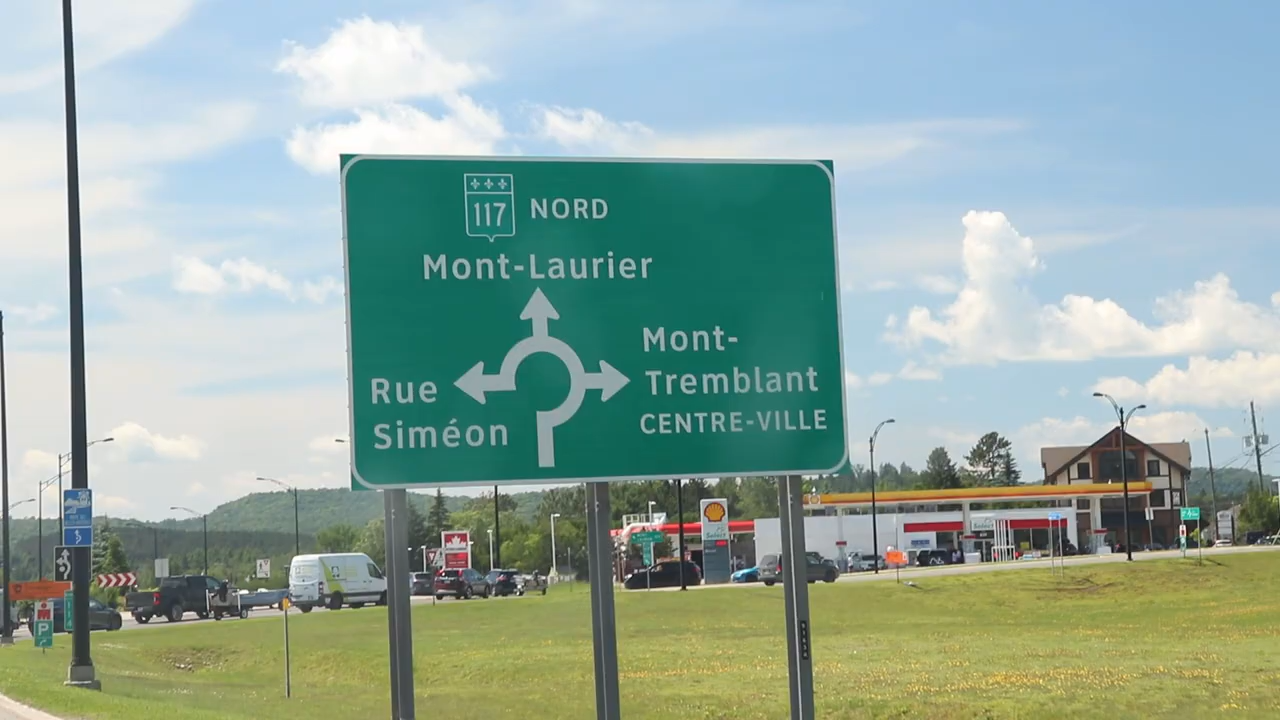 117 NORD
Mont-Laurier
Mont-
Tremblant
CENTRE-VILLE
Rue
Siméon
P